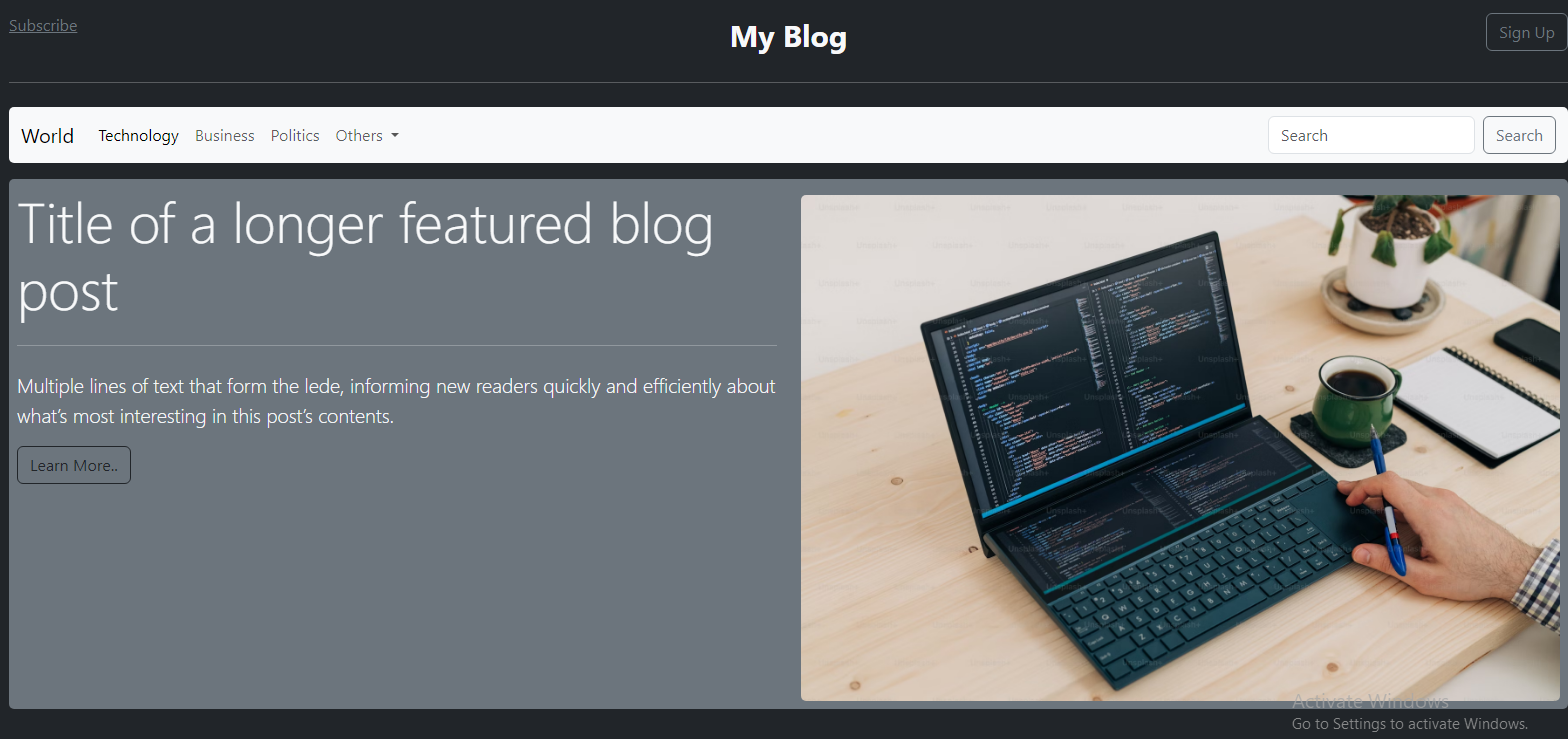 Subscribe
My Blog
Sign Up
World Technology Business Politics Others
Search Search
Title of a longer featured blog
post
Multiple lines of text that form the lede, informing new readers quickly and efficiently about
what’s most interesting in this post’s contents.
Learn More..
Unsplash+
Activate Windows
Go to Settings to activate Windows.